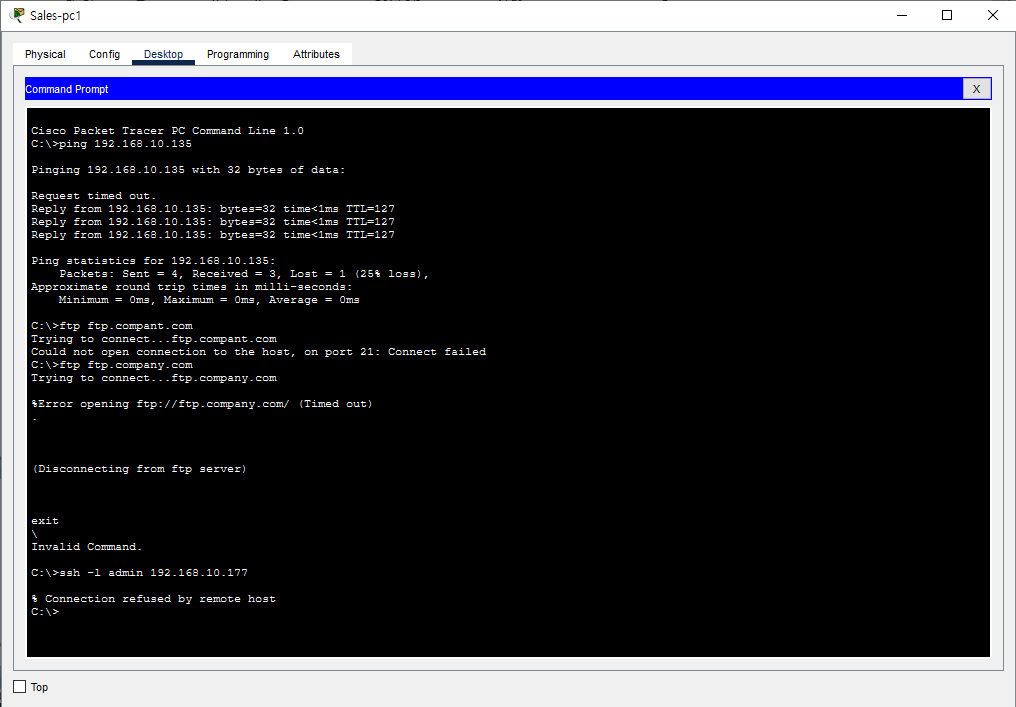 Sales-pc1
Physical Config Desktop Programming Attributes
Command Prompt X
Cisco Packet Tracer PC Command Line 1.0
C:\>ping 192.168.10.135
Pinging 192.168.10.135 with 32 bytes of data:
Request timed out.
Reply from 192.168.10.135: bytes=32 time<1ms TTL=127
Reply from 192.168.10.135: bytes=32 time<1ms TTL=127
Reply from 192.168.10.135: bytes=32 time<1ms TTL=127
Ping statistics for 192.168.10.135:
Packets: Sent = 4, Received = 3, Lost = 1 (25% loss),
Approximate round trip times in milli-seconds:
Minimum = 0ms, Maximum = 0ms, Average = 0ms
C:\>ftp ftp.compant.com
Trying to connect...ftp.compant.com
Could not open connection to the host, on port 21: Connect failed
C:\>ftp ftp.company.com
Trying to connect...ftp.company.com
%Error opening ftp://ftp.company.com/ (Timed out)
.
(Disconnecting from ftp server)
exit
\
Invalid Command.
C:\>ssh -l admin 192.168.10.177
% Connection refused by remote host
C:\>
Top